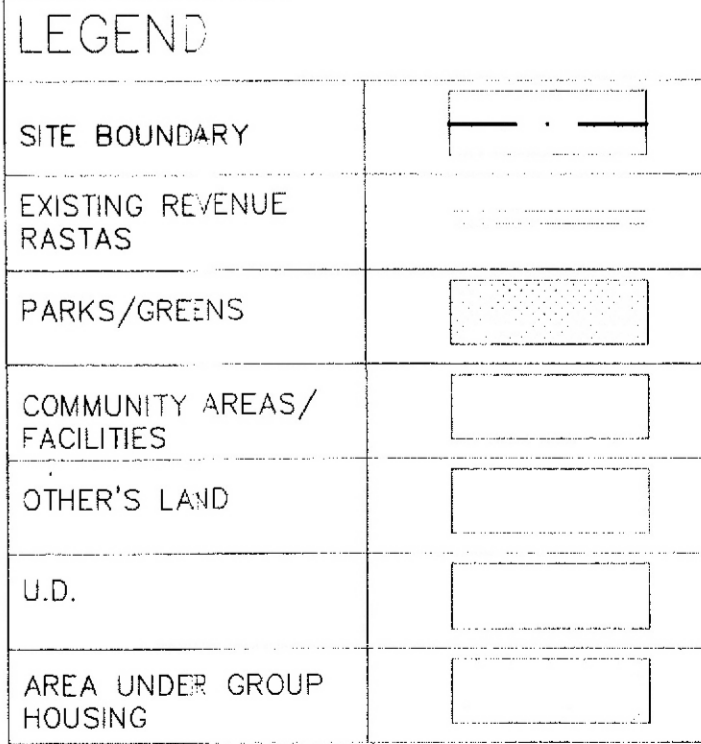 LEGEND
SITE BOUNDARY
EXISTING REVENUE
RASTAS
PARKS/GREENS
COMMUNITY AREAS/
FACILITIES
OTHER'S LAND
U.D.
AREA UNDER GROUP
HOUSING